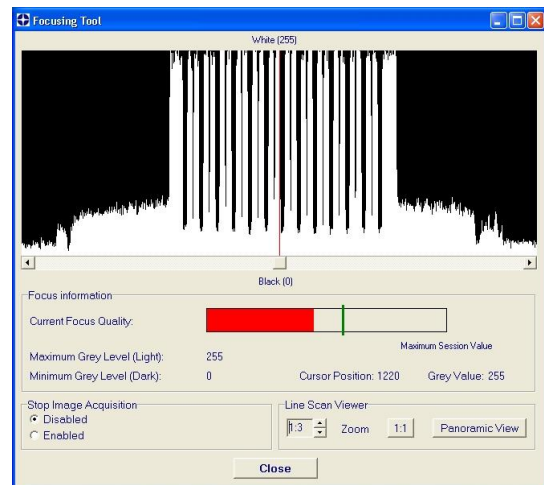 Focusing Tool
White (255)
Black (0)
Focus information
Current Focus Quality:
Maximum Session Value
Maximum Grey Level (Light): 255
Minimum Grey Level (Dark): 0 Cursor Position: 1220 Grey Value: 255
Stop Image Acquisition
Disabled
Enabled
Line Scan Viewer
1:3 Zoom 1:1 Panoramic View
Close